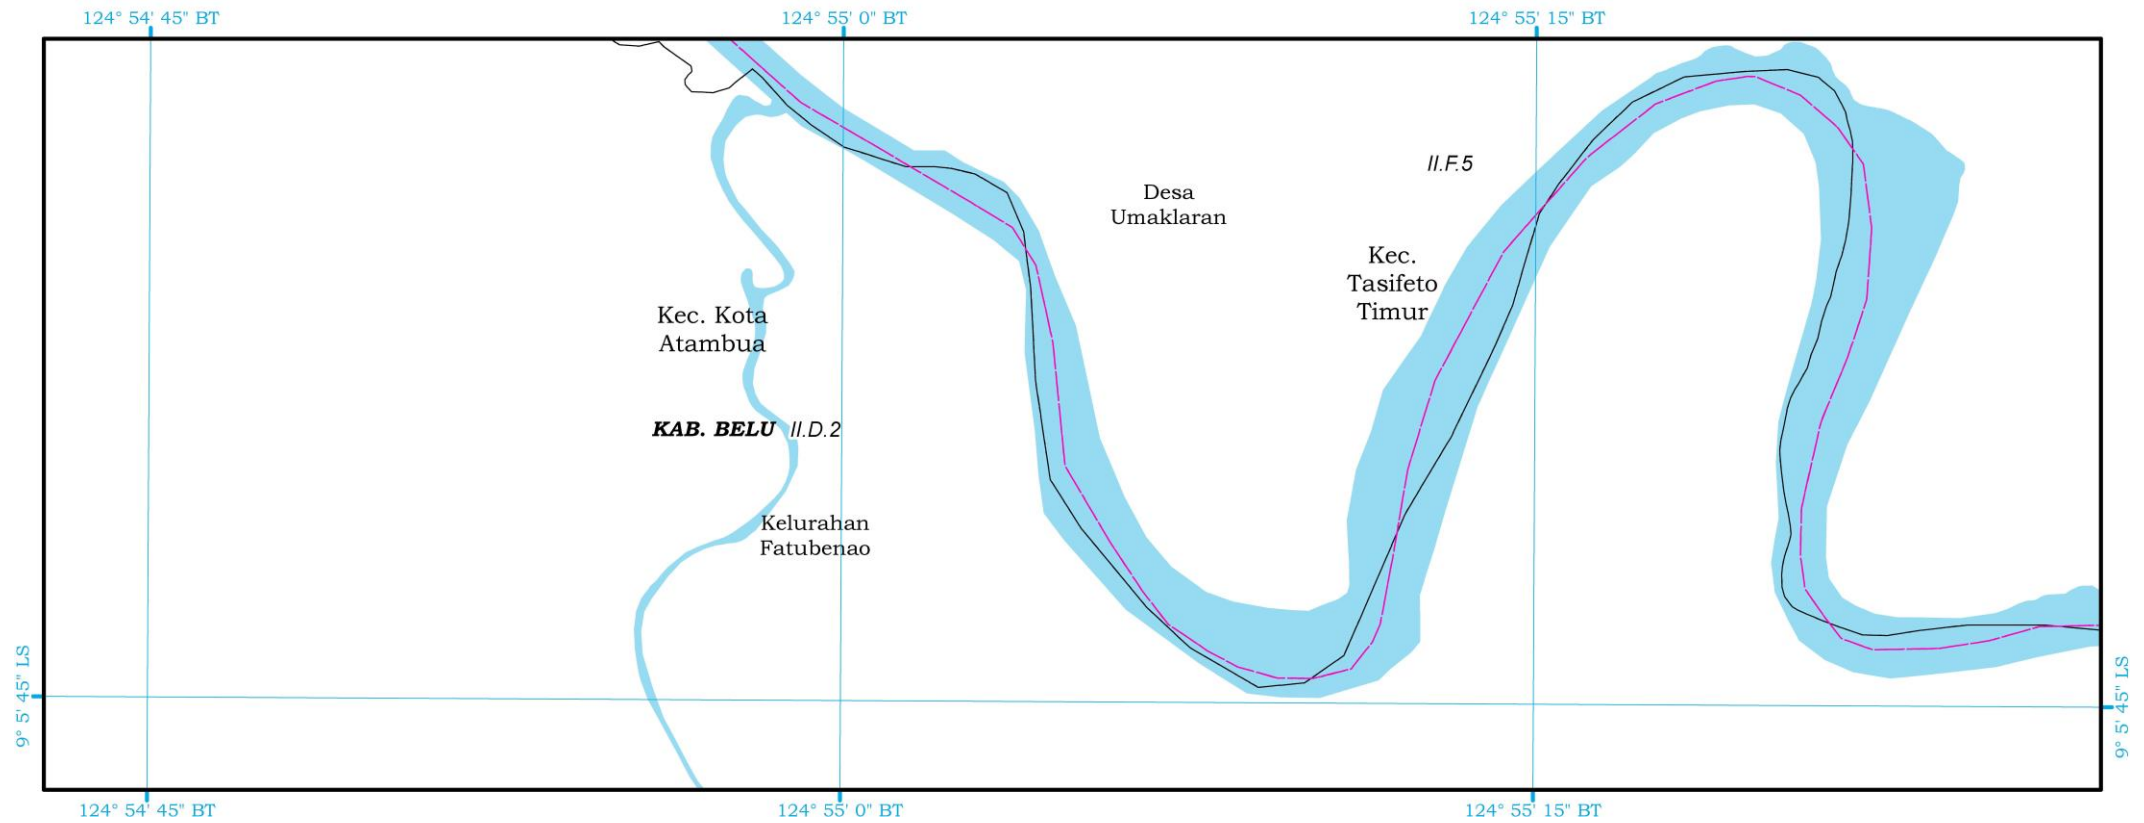 124° 54' 45" BT
124° 55' 0" BT
124° 55' 15" BT
II.F.5
Desa
Umaklaran
Kec.
Tasifeto
Timur
Kec. Kota
Atambua
KAB. BELU II.D.2
Kelurahan
Fatubenao
9° 5' 45" LS
9° 5' 45" LS
124° 54' 45" BT
124° 55' 0" BT
124° 55' 15" BT